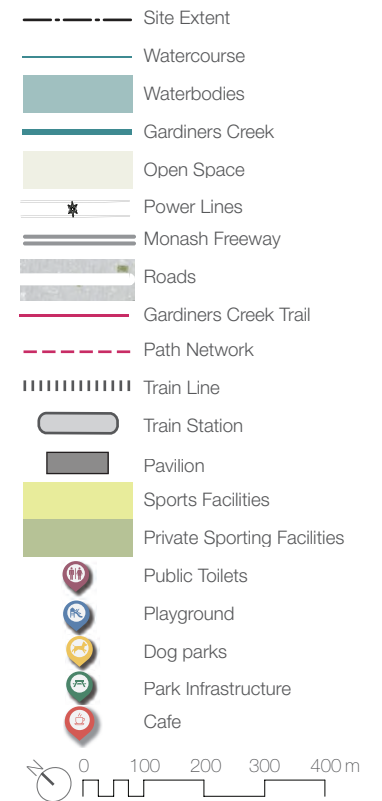 Site Extent
Watercourse
Waterbodies
Gardiners Creek
Open Space
Power Lines
Monash Freeway
Roads
Gardiners Creek Trail
Path Network
Train Line
Train Station
Pavilion
Sports Facilities
Private Sporting Facilities
Public Toilets
Playground
Dog parks
Park Infrastructure
Cafe
N 0 100 200 300 400 m